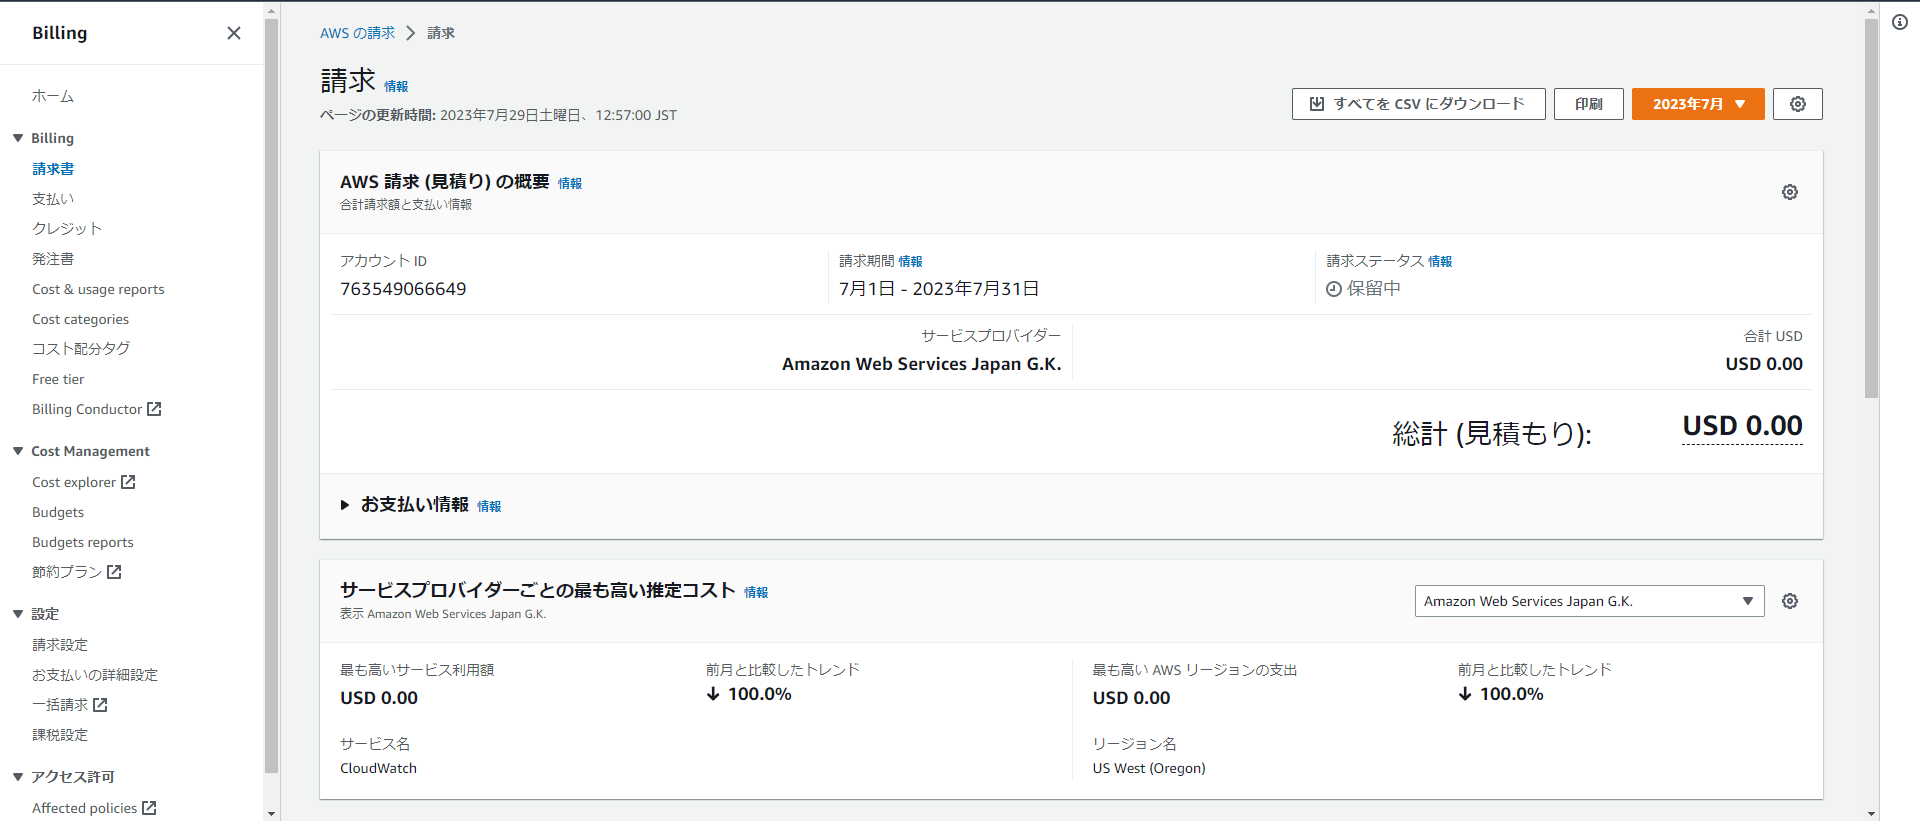 Billing
ホーム
Billing
請求書
支払い
クレジット
発注書
Cost & usage reports
Cost categories
コスト配分タグ
Free tier
Billing Conductor
Cost Management
Cost explorer
Budgets
Budgets reports
節約プラン
設定
請求設定
お支払いの詳細設定
一括請求
課税設定
アクセス許可
Affected policies
AWS の請求 請求
請求 情報
ページの更新時間: 2023年7月29日土曜日、12:57:00 JST
すべてを CSV にダウンロード 印刷 2023年7月
AWS 請求 (見積り) の概要 情報
合計請求額と支払い情報
アカウント ID
763549066649
請求期間 情報
7月1日 - 2023年7月31日
請求ステータス 情報
保留中
サービスプロバイダー
Amazon Web Services Japan G.K.
合計 USD
USD 0.00
総計 (見積もり): USD 0.00
お支払い情報 情報
サービスプロバイダーごとの最も高い推定コスト 情報
表示 Amazon Web Services Japan G.K.
Amazon Web Services Japan G.K.
最も高いサービス利用額
USD 0.00
前月と比較したトレンド
100.0%
サービス名
CloudWatch
最も高い AWS リージョンの支出
USD 0.00
前月と比較したトレンド
100.0%
リージョン名
US West (Oregon)